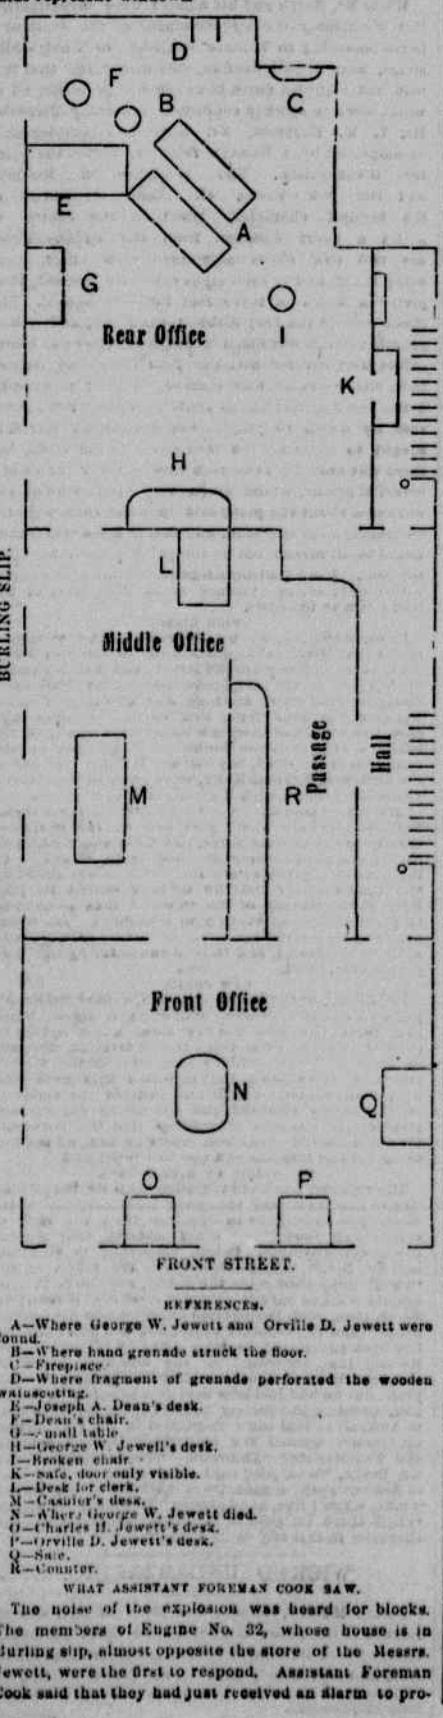 D
F
B
C
E
A
G
Rear Office
I
K
H
L
BURLING SLIP.
Middle Office
Passage
Hall
M
R
Front Office
N
Q
O
P
FRONT STREET.
REFERENCES.
A—Where George W. Jewett and Orville D. Jewett were
found.
B—Where hand grenade struck the floor.
C—Fireplace
D—Where fragment of grenade perforated the wooden
wainscoting.
E—Joseph A. Dean's desk.
F—Dean's chair.
G—small table
H—George W. Jewell's desk.
I—Broken chair
K—Safe, door only visible.
L—Desk for clerk.
M—Cashier's desk.
N—Where George W. Jewett died.
O—Charles H. Jewett's desk.
P—Orville D. Jewett's desk.
Q—Safe.
R—Counter.
WHAT ASSISTANT FOREMAN COOK SAW.
The noise of the explosion was heard for blocks.
The members of Engine No. 32, whose house is in
Burling slip, almost opposite the store of the Messrs.
Jewett, were the first to respond. Assistant Foreman
Cook said that they had just received an alarm to pro-